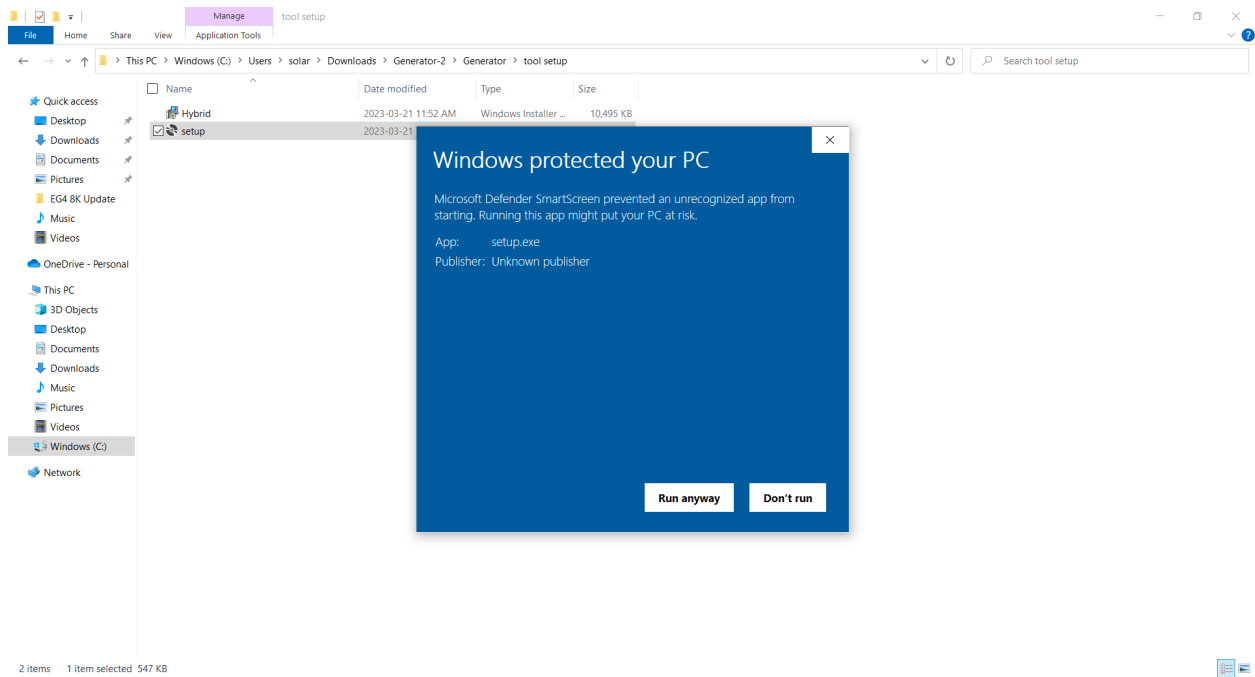 Manage
tool setup
File
Home
Share
View
Application Tools
This PC > Windows (C:) > Users > solar > Downloads > Generator-2 > Generator > tool setup
Search tool setup
Name
Date modified
Type
Size
Hybrid
2023-03-21 11:52 AM
Windows Installer ...
10,495 KB
setup
2023-03-21
Quick access
Desktop
Downloads
Documents
Pictures
EG4 8K Update
Music
Videos
OneDrive - Personal
This PC
3D Objects
Desktop
Documents
Downloads
Music
Pictures
Videos
Windows (C:)
Network
Windows protected your PC
Microsoft Defender SmartScreen prevented an unrecognized app from
starting. Running this app might put your PC at risk.
App: setup.exe
Publisher: Unknown publisher
Run anyway
Don't run
2 items
1 item selected 547 KB